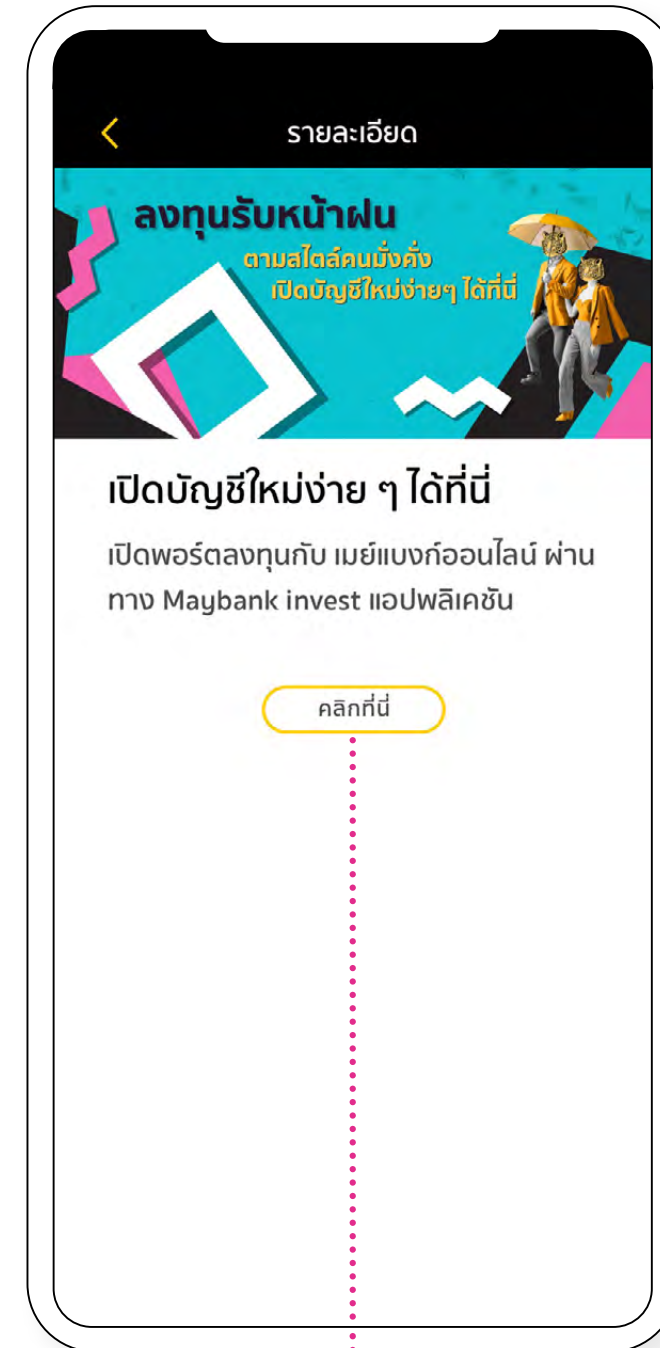 รายละเอียด
ลงทุนรับหน้าฝน
ตามสไตล์คนมั่งคั่ง
เปิดบัญชีใหม่ง่ายๆ ได้ที่นี่
เปิดบัญชีใหม่ง่าย ๆ ได้ที่นี่
เปิดพอร์ตลงทุนกับ เมย์แบงก์ออนไลน์ ผ่าน
ทาง Maybank invest แอปพลิเคชัน
คลิกที่นี่